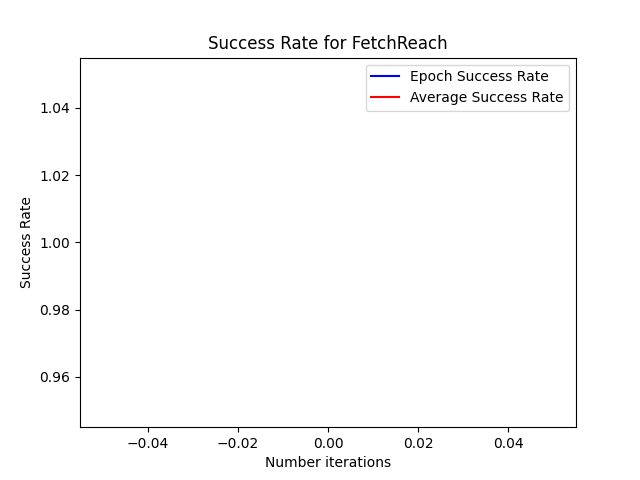 Success Rate for FetchReach
Epoch Success Rate
Average Success Rate
1.04
1.02
1.00
0.98
0.96
Success Rate
−0.04
−0.02
0.00
0.02
0.04
Number iterations